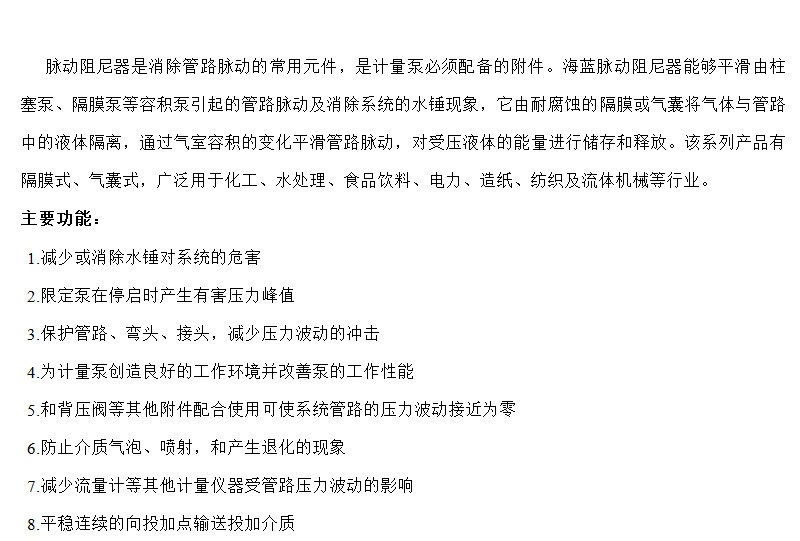 脉动阻尼器是消除管路脉动的常用元件，是计量泵必须配备的附件。海蓝脉动阻尼器能够平滑由柱
塞泵、隔膜泵等容积泵引起的管路脉动及消除系统的水锤现象，它由耐腐蚀的隔膜或气囊将气体与管路
中的液体隔离，通过气室容积的变化平滑管路脉动，对受压液体的能量进行储存和释放。该系列产品有
隔膜式、气囊式，广泛用于化工、水处理、食品饮料、电力、造纸、纺织及流体机械等行业。
主要功能：
1.减少或消除水锤对系统的危害
2.限定泵在停启时产生有害压力峰值
3.保护管路、弯头、接头，减少压力波动的冲击
4.为计量泵创造良好的工作环境并改善泵的工作性能
5.和背压阀等其他附件配合使用可使系统管路的压力波动接近为零
6.防止介质气泡、喷射，和产生退化的现象
7.减少流量计等其他计量仪器受管路压力波动的影响
8.平稳连续的向投加点输送投加介质